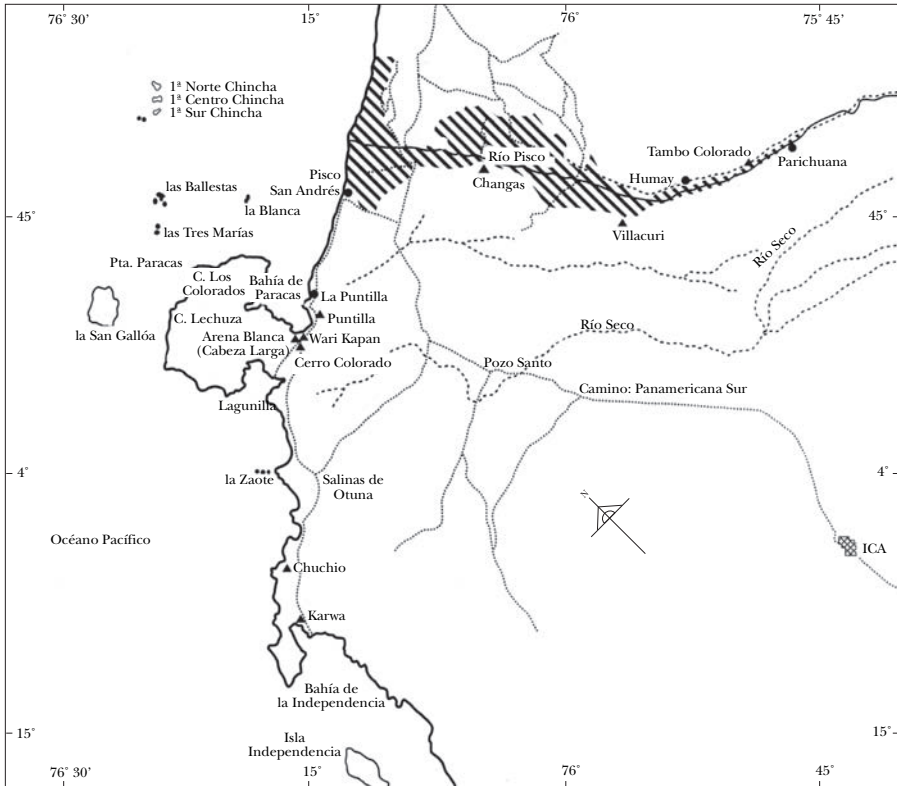 76˚ 30'
15˚
76˚
75˚ 45'
1ª Norte Chincha
1ª Centro Chincha
1ª Sur Chincha
Río Pisco
Tambo Colorado
Parichuana
Pisco
San Andrés
Changas
Humay
las Ballestas
la Blanca
45˚
45˚
las Tres Marías
Villacuri
Río Seco
Pta. Paracas
C. Los
Colorados
Bahía de
Paracas
La Puntilla
C. Lechuza
Puntilla
Río Seco
la San Gallóa
Arena Blanca
(Cabeza Larga)
Wari Kapan
Cerro Colorado
Pozo Santo
Camino: Panamericana Sur
Lagunilla
4˚
la Zaote
Salinas de
Otuna
4˚
N
Océano Pacífico
ICA
Chuchio
Karwa
Bahía de
la Independencia
15˚
Isla
Independencia
15˚
76˚ 30'
15˚
76˚
45˚